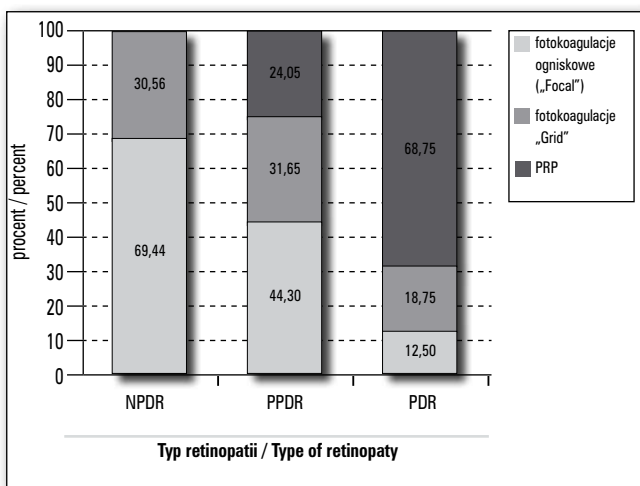 procent / percent
100
90
80
70
60
50
40
30
20
10
0
30,56
69,44
24,05
31,65
44,30
68,75
18,75
12,50
NPDR
PPDR
PDR
Typ retinopatii / Type of retinopaty
fotokoagulacje
ogniskowe
(„Focal”)
fotokoagulacje
„Grid”
PRP